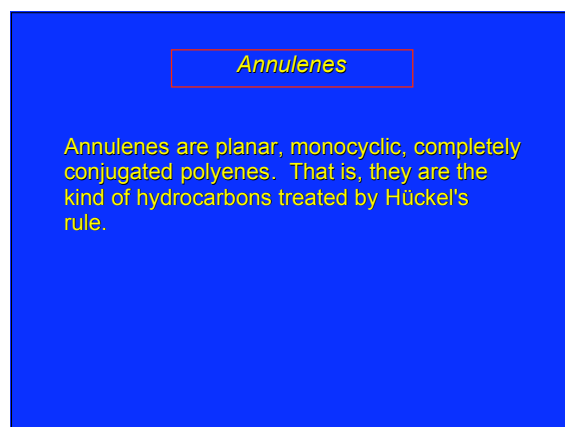 Annulenes
Annulenes are planar, monocyclic, completely
conjugated polyenes.  That is, they are the
kind of hydrocarbons treated by Hückel's
rule.